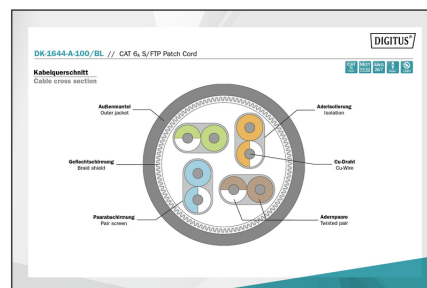 DIGITUS®
DK-1644-A-100/BL // CAT 6A S/FTP Patch Cord
Kabelquerschnitt
Cable cross section
Außenmantel
Outer jacket
Aderisolierung
Isolation
Geflechtschirmung
Braid shield
Cu-Draht
Cu-Wire
Paarabschirmung
Pair screen
Adernpaare
Twisted pair